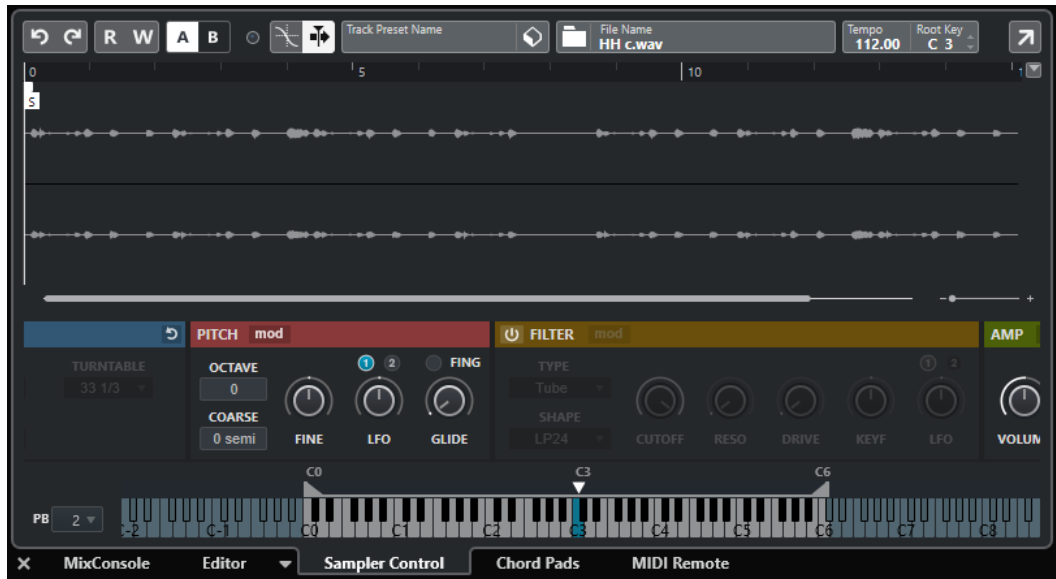 R W A B Track Preset Name File Name HH c.wav Tempo 112.00 Root Key C 3
0 5 10
S
- +
PITCH mod FILTER mod AMP
TURNTABLE
33 1/3
OCTAVE
0
COARSE
0 semi
FINE
1 2
LFO
FING
GLIDE
TYPE
Tube
SHAPE
LP24
CUTOFF RESO DRIVE KEYF
1 2
LFO
VOLUM
C0 C3 C6
PB 2
C-2 C-1 C0 C1 C2 C3 C4 C5 C6 C7 C8
MixConsole Editor Sampler Control Chord Pads MIDI Remote